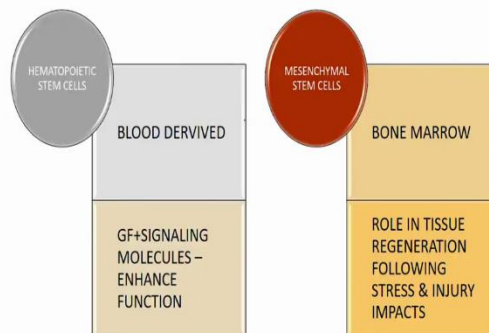 HEMATOPOIETIC
STEM CELLS
BLOOD DERVIVED
GF+SIGNALING
MOLECULES –
ENHANCE
FUNCTION
MESENCHYMAL
STEM CELLS
BONE MARROW
ROLE IN TISSUE
REGENERATION
FOLLOWING
STRESS & INJURY
IMPACTS